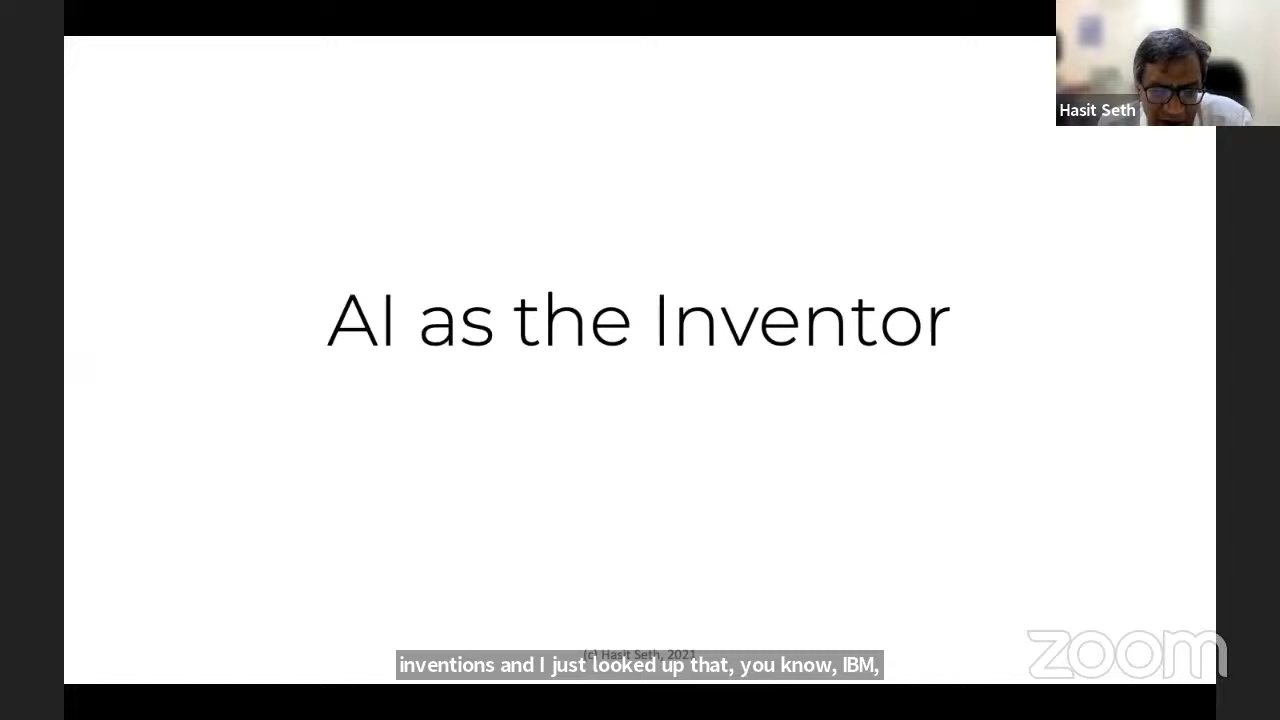 Hasit Seth
AI as the Inventor
(c) Hasit Seth, 2021
inventions and I just looked up that, you know, IBM,
zoom